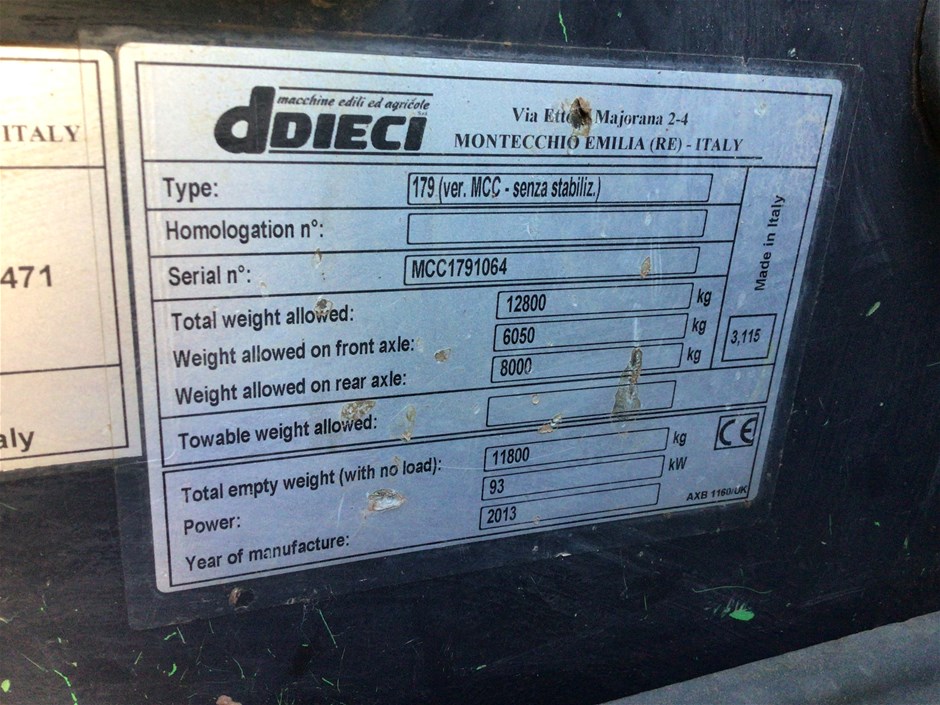 ITALY
471
aly
macchine edili ed agricole
dDIECI
Via Majorana 2-4
MONTECCHIO EMILIA (RE) - ITALY
Type: 179 (ver. MCC - senza stabiliz.)
Homologation n°:
Serial n°: MCC1791064
Made in Italy
Total weight allowed: 12800 kg
Weight allowed on front axle: 6050 kg
Weight allowed on rear axle: 8000 kg
3,115
Towable weight allowed:
CE
Total empty weight (with no load): 11800 kg
Power: 93 kW
Year of manufacture: 2013
AXB 1160/UK